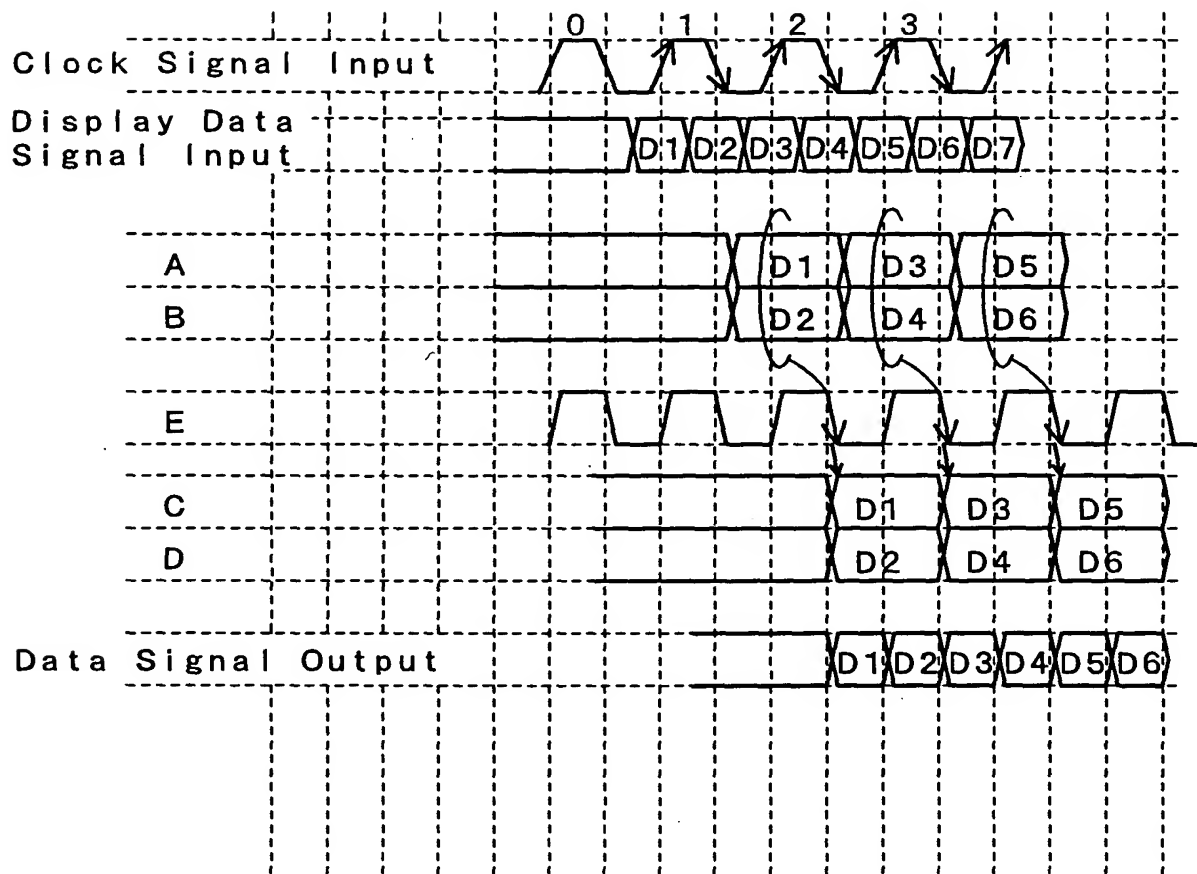 0 1 2 3
Clock Signal Input
Display Data
Signal Input
D1 D2 D3 D4 D5 D6 D7
A D1 D3 D5
B D2 D4 D6
E
C D1 D3 D5
D D2 D4 D6
Data Signal Output D1 D2 D3 D4 D5 D6